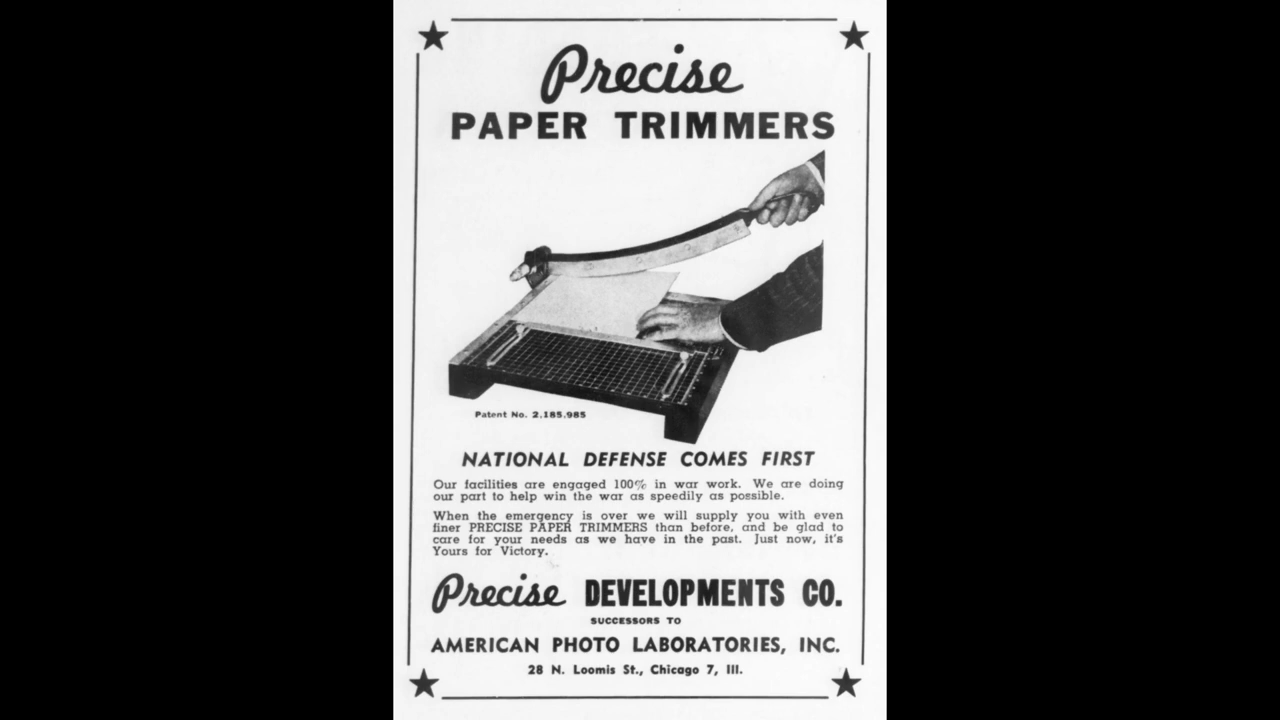 Precise
PAPER TRIMMERS
Patent No. 2,185,985
NATIONAL DEFENSE COMES FIRST
Our facilities are engaged 100% in war work. We are doing
our part to help win the war as speedily as possible.
When the emergency is over we will supply you with even
finer PRECISE PAPER TRIMMERS than before, and be glad to
care for your needs as we have in the past. Just now, it's
Yours for Victory.
Precise DEVELOPMENTS CO.
SUCCESSORS TO
AMERICAN PHOTO LABORATORIES, INC.
28 N. Loomis St., Chicago 7, Ill.